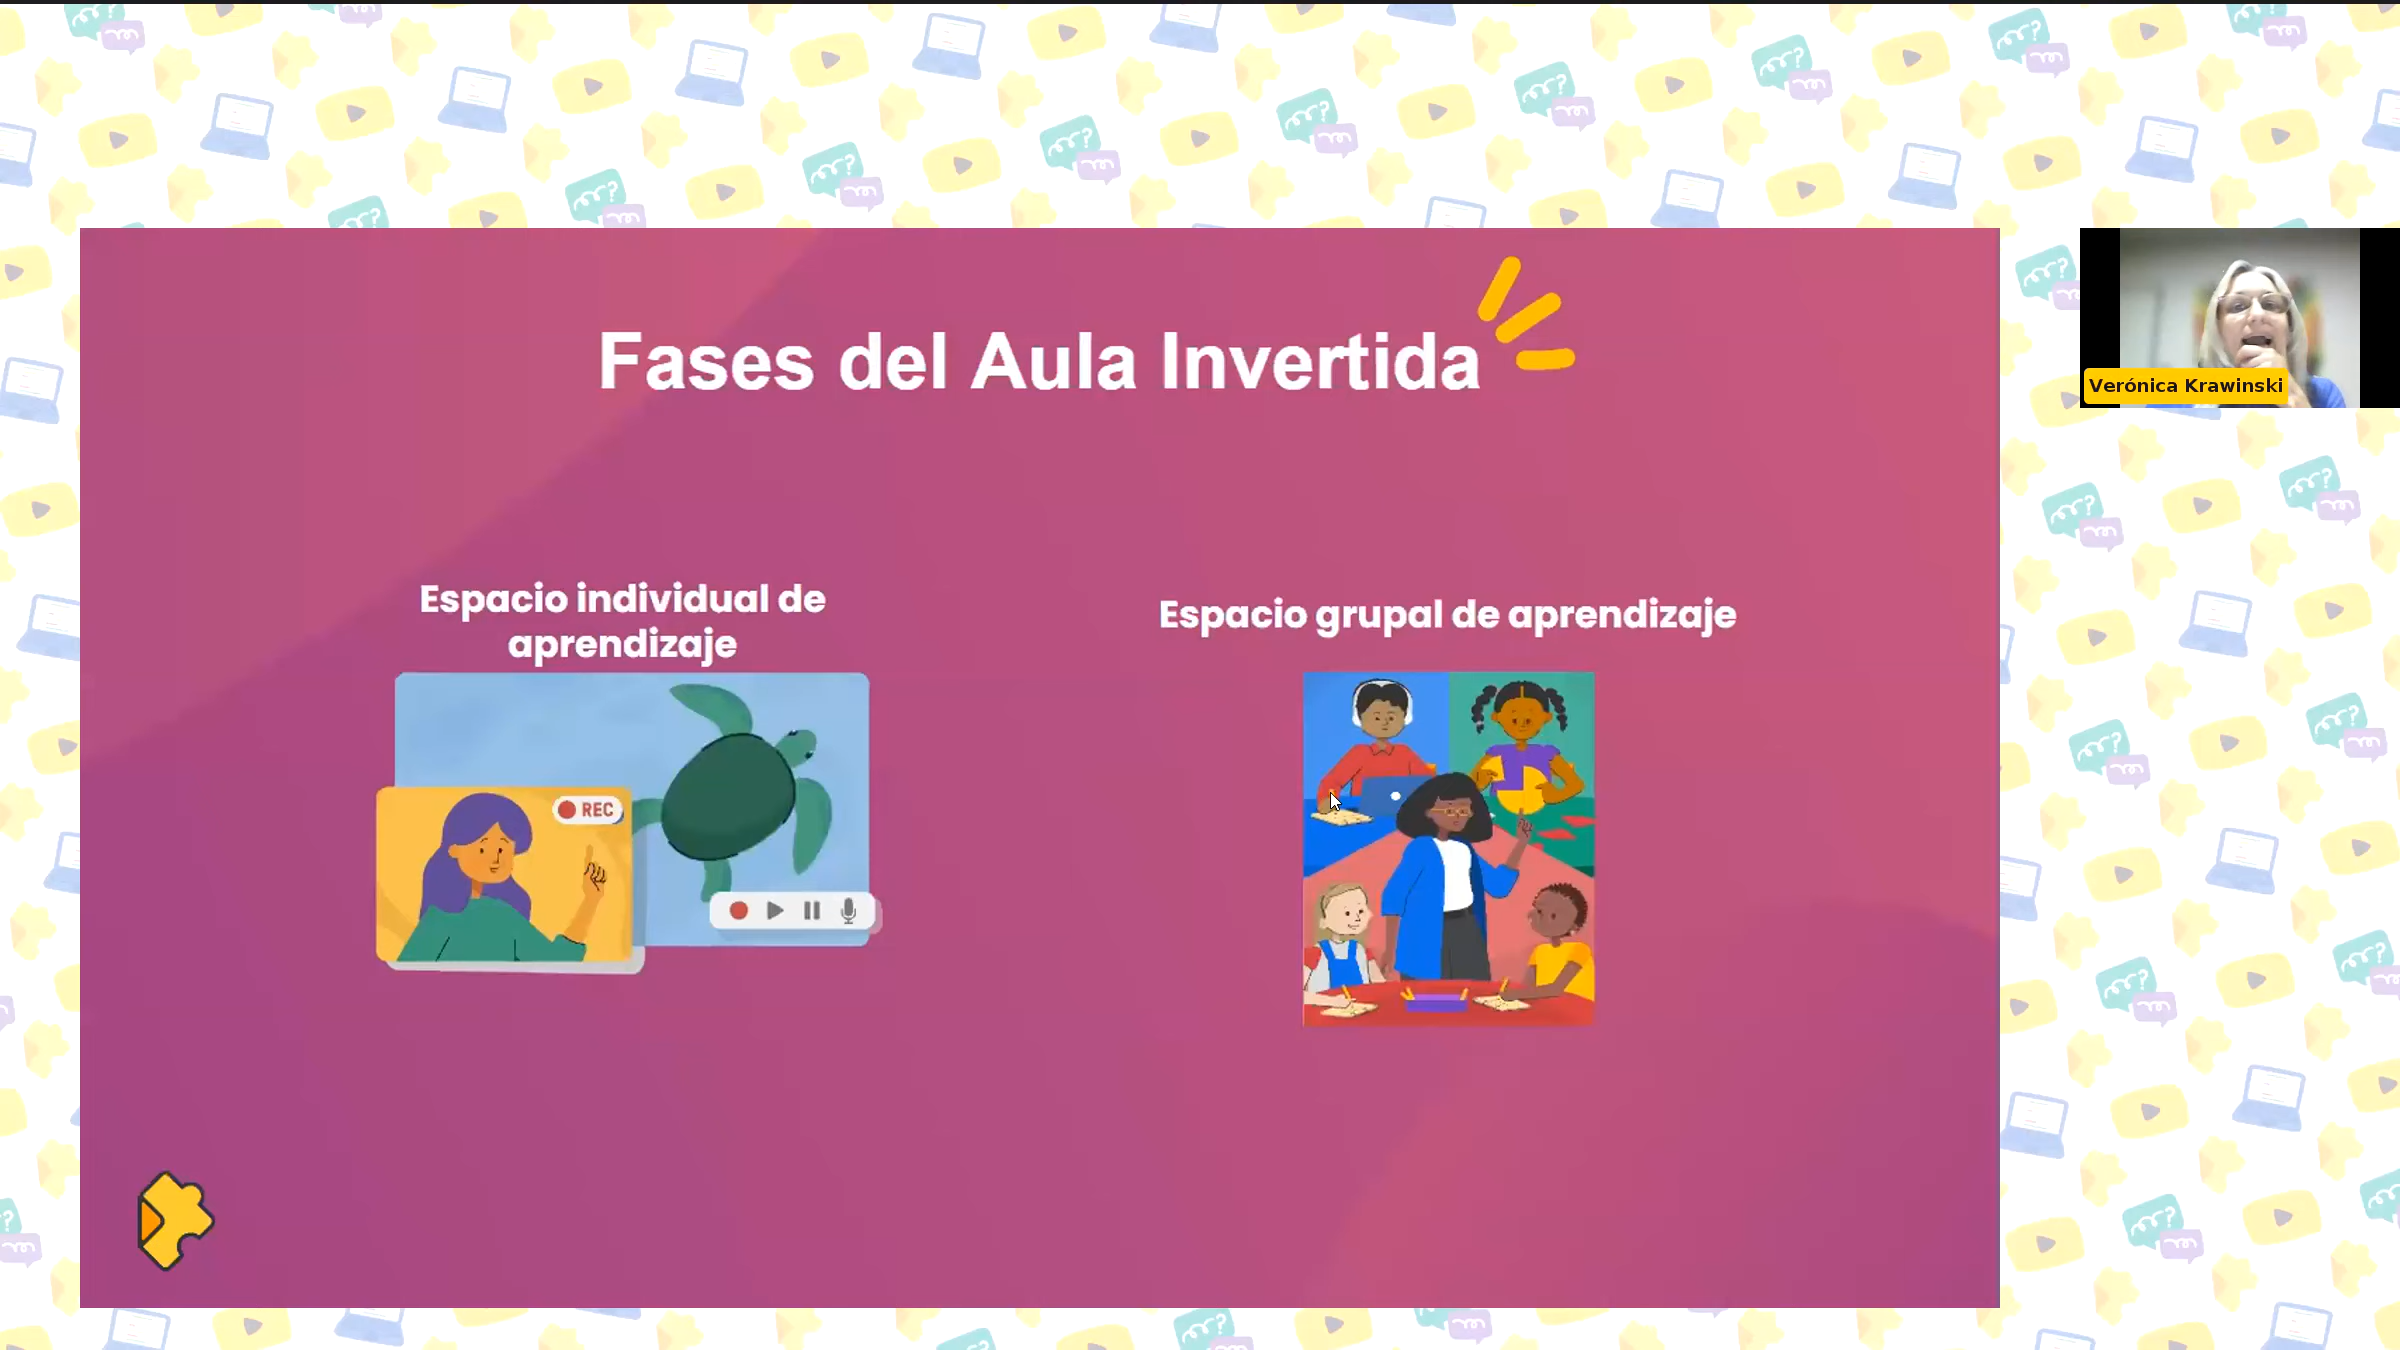 Fases del Aula Invertida
Verónica Krawinski
Espacio individual de
aprendizaje
Espacio grupal de aprendizaje
REC